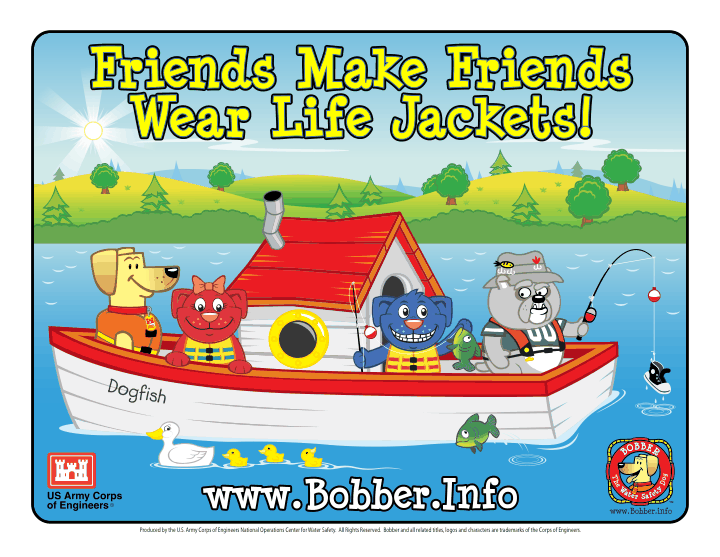 Friends Make Friends
Wear Life Jackets!
Dogfish
US Army Corps
of Engineers®
www.Bobber.Info
BOBBER
The Water Safety Dog
www.Bobber.Info
Produced by the U.S. Army Corps of Engineers National Operations Center for Water Safety. All Rights Reserved. Bobber and all related titles, logos and characters are trademarks of the Corps of Engineers.